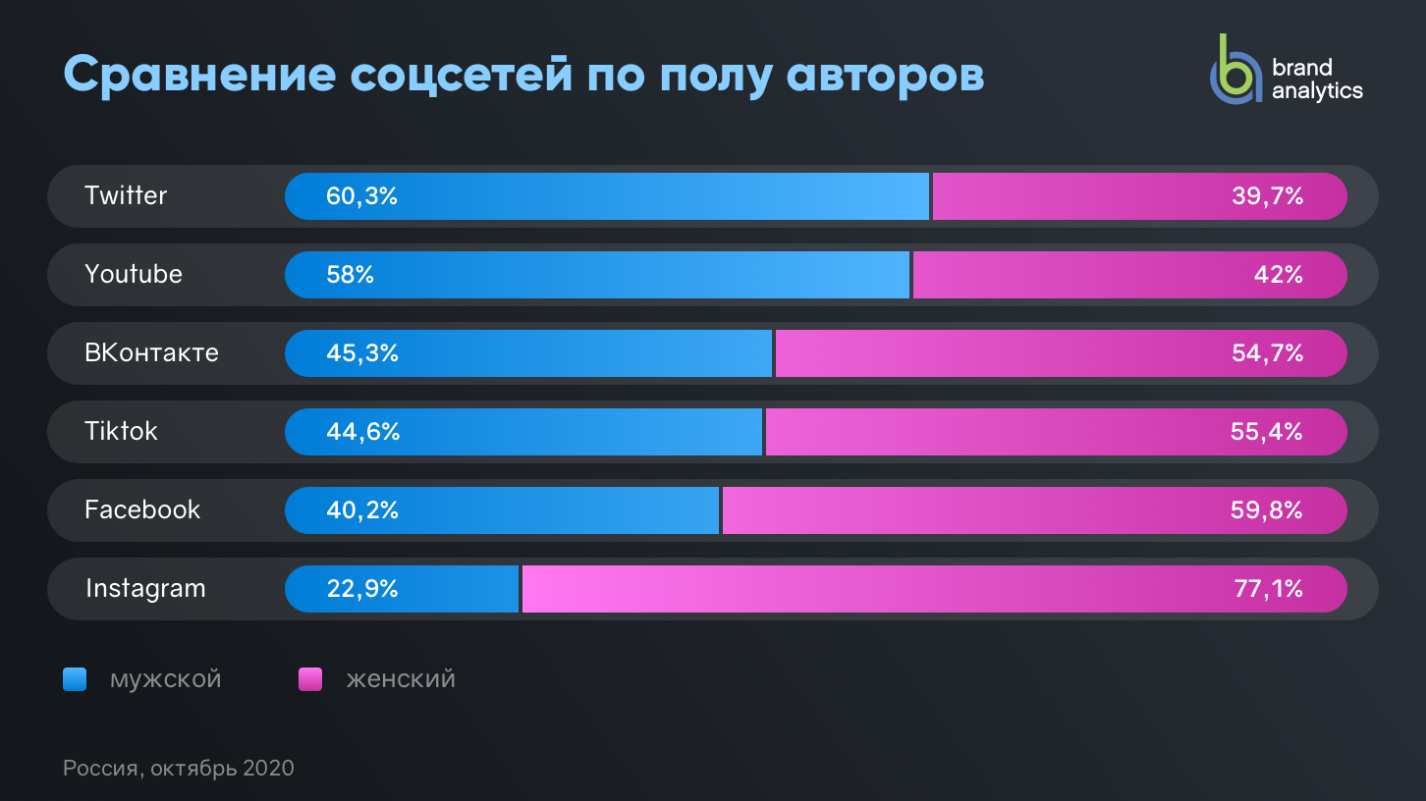 Сравнение соцсетей по полу авторов
brand
analytics
Twitter 60,3% 39,7%
Youtube 58% 42%
ВКонтакте 45,3% 54,7%
Tiktok 44,6% 55,4%
Facebook 40,2% 59,8%
Instagram 22,9% 77,1%
мужской женский
Россия, октябрь 2020